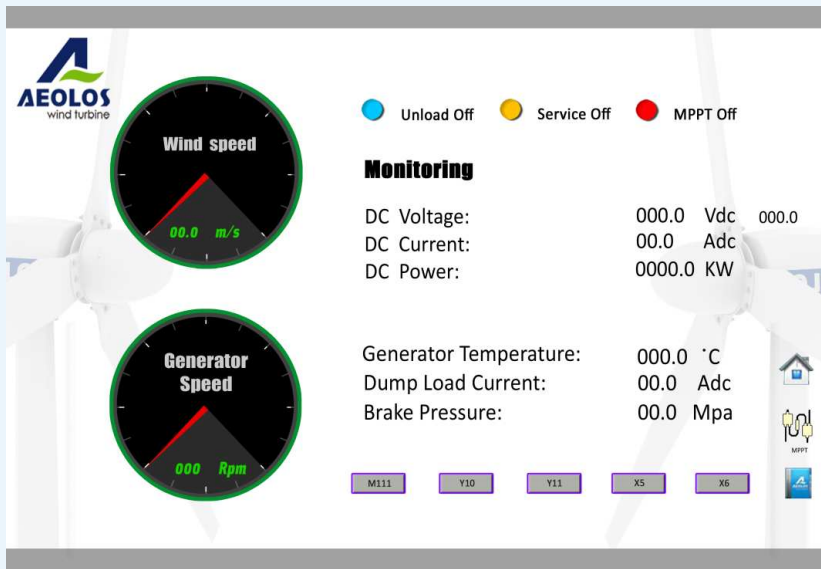 AEOLOS
wind turbine
Wind speed
00.0 m/s
Unload Off
Service Off
MPPT Off
Monitoring
DC Voltage: 000.0 Vdc 000.0
DC Current: 00.0 Adc
DC Power: 0000.0 KW
Generator
Speed
000 Rpm
Generator Temperature: 000.0 °C
Dump Load Current: 00.0 Adc
Brake Pressure: 00.0 Mpa
MPPT
M111
Y10
Y11
X5
X6